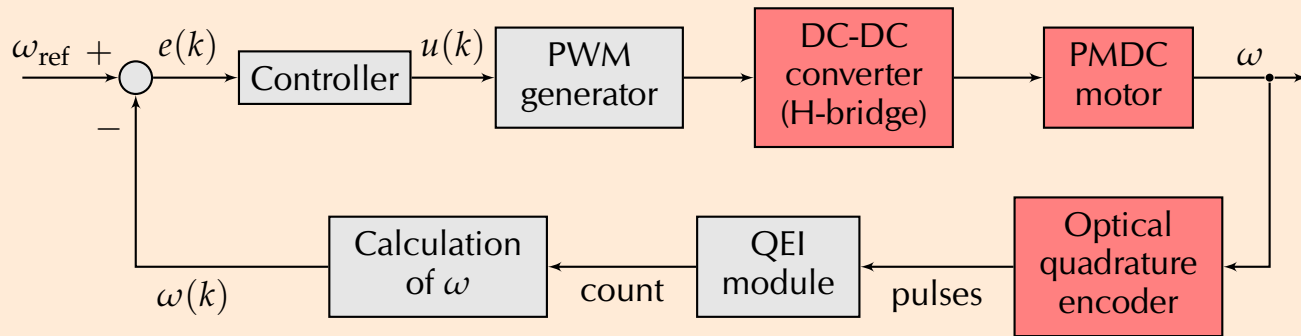 ω_ref +
e(k)
Controller
u(k)
PWM
generator
DC-DC
converter
(H-bridge)
PMDC
motor
ω
−
Calculation
of ω
ω(k)
count
QEI
module
pulses
Optical
quadrature
encoder